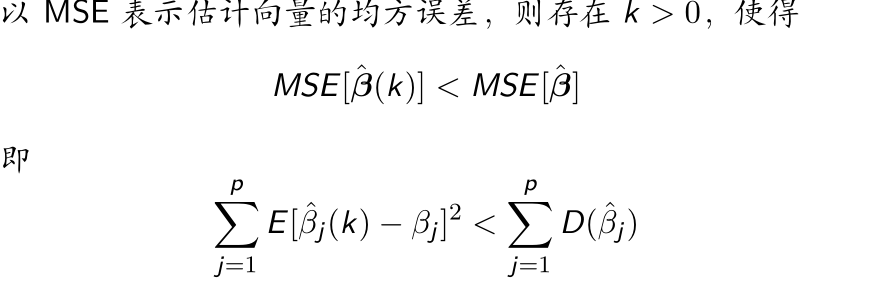 以 MSE 表示估计向量的均方误差，则存在 k > 0，使得
MSE[β̂(k)] < MSE[β̂]
即
∑_{j=1}^{p} E[β̂_j(k) − β_j]² < ∑_{j=1}^{p} D(β̂_j)